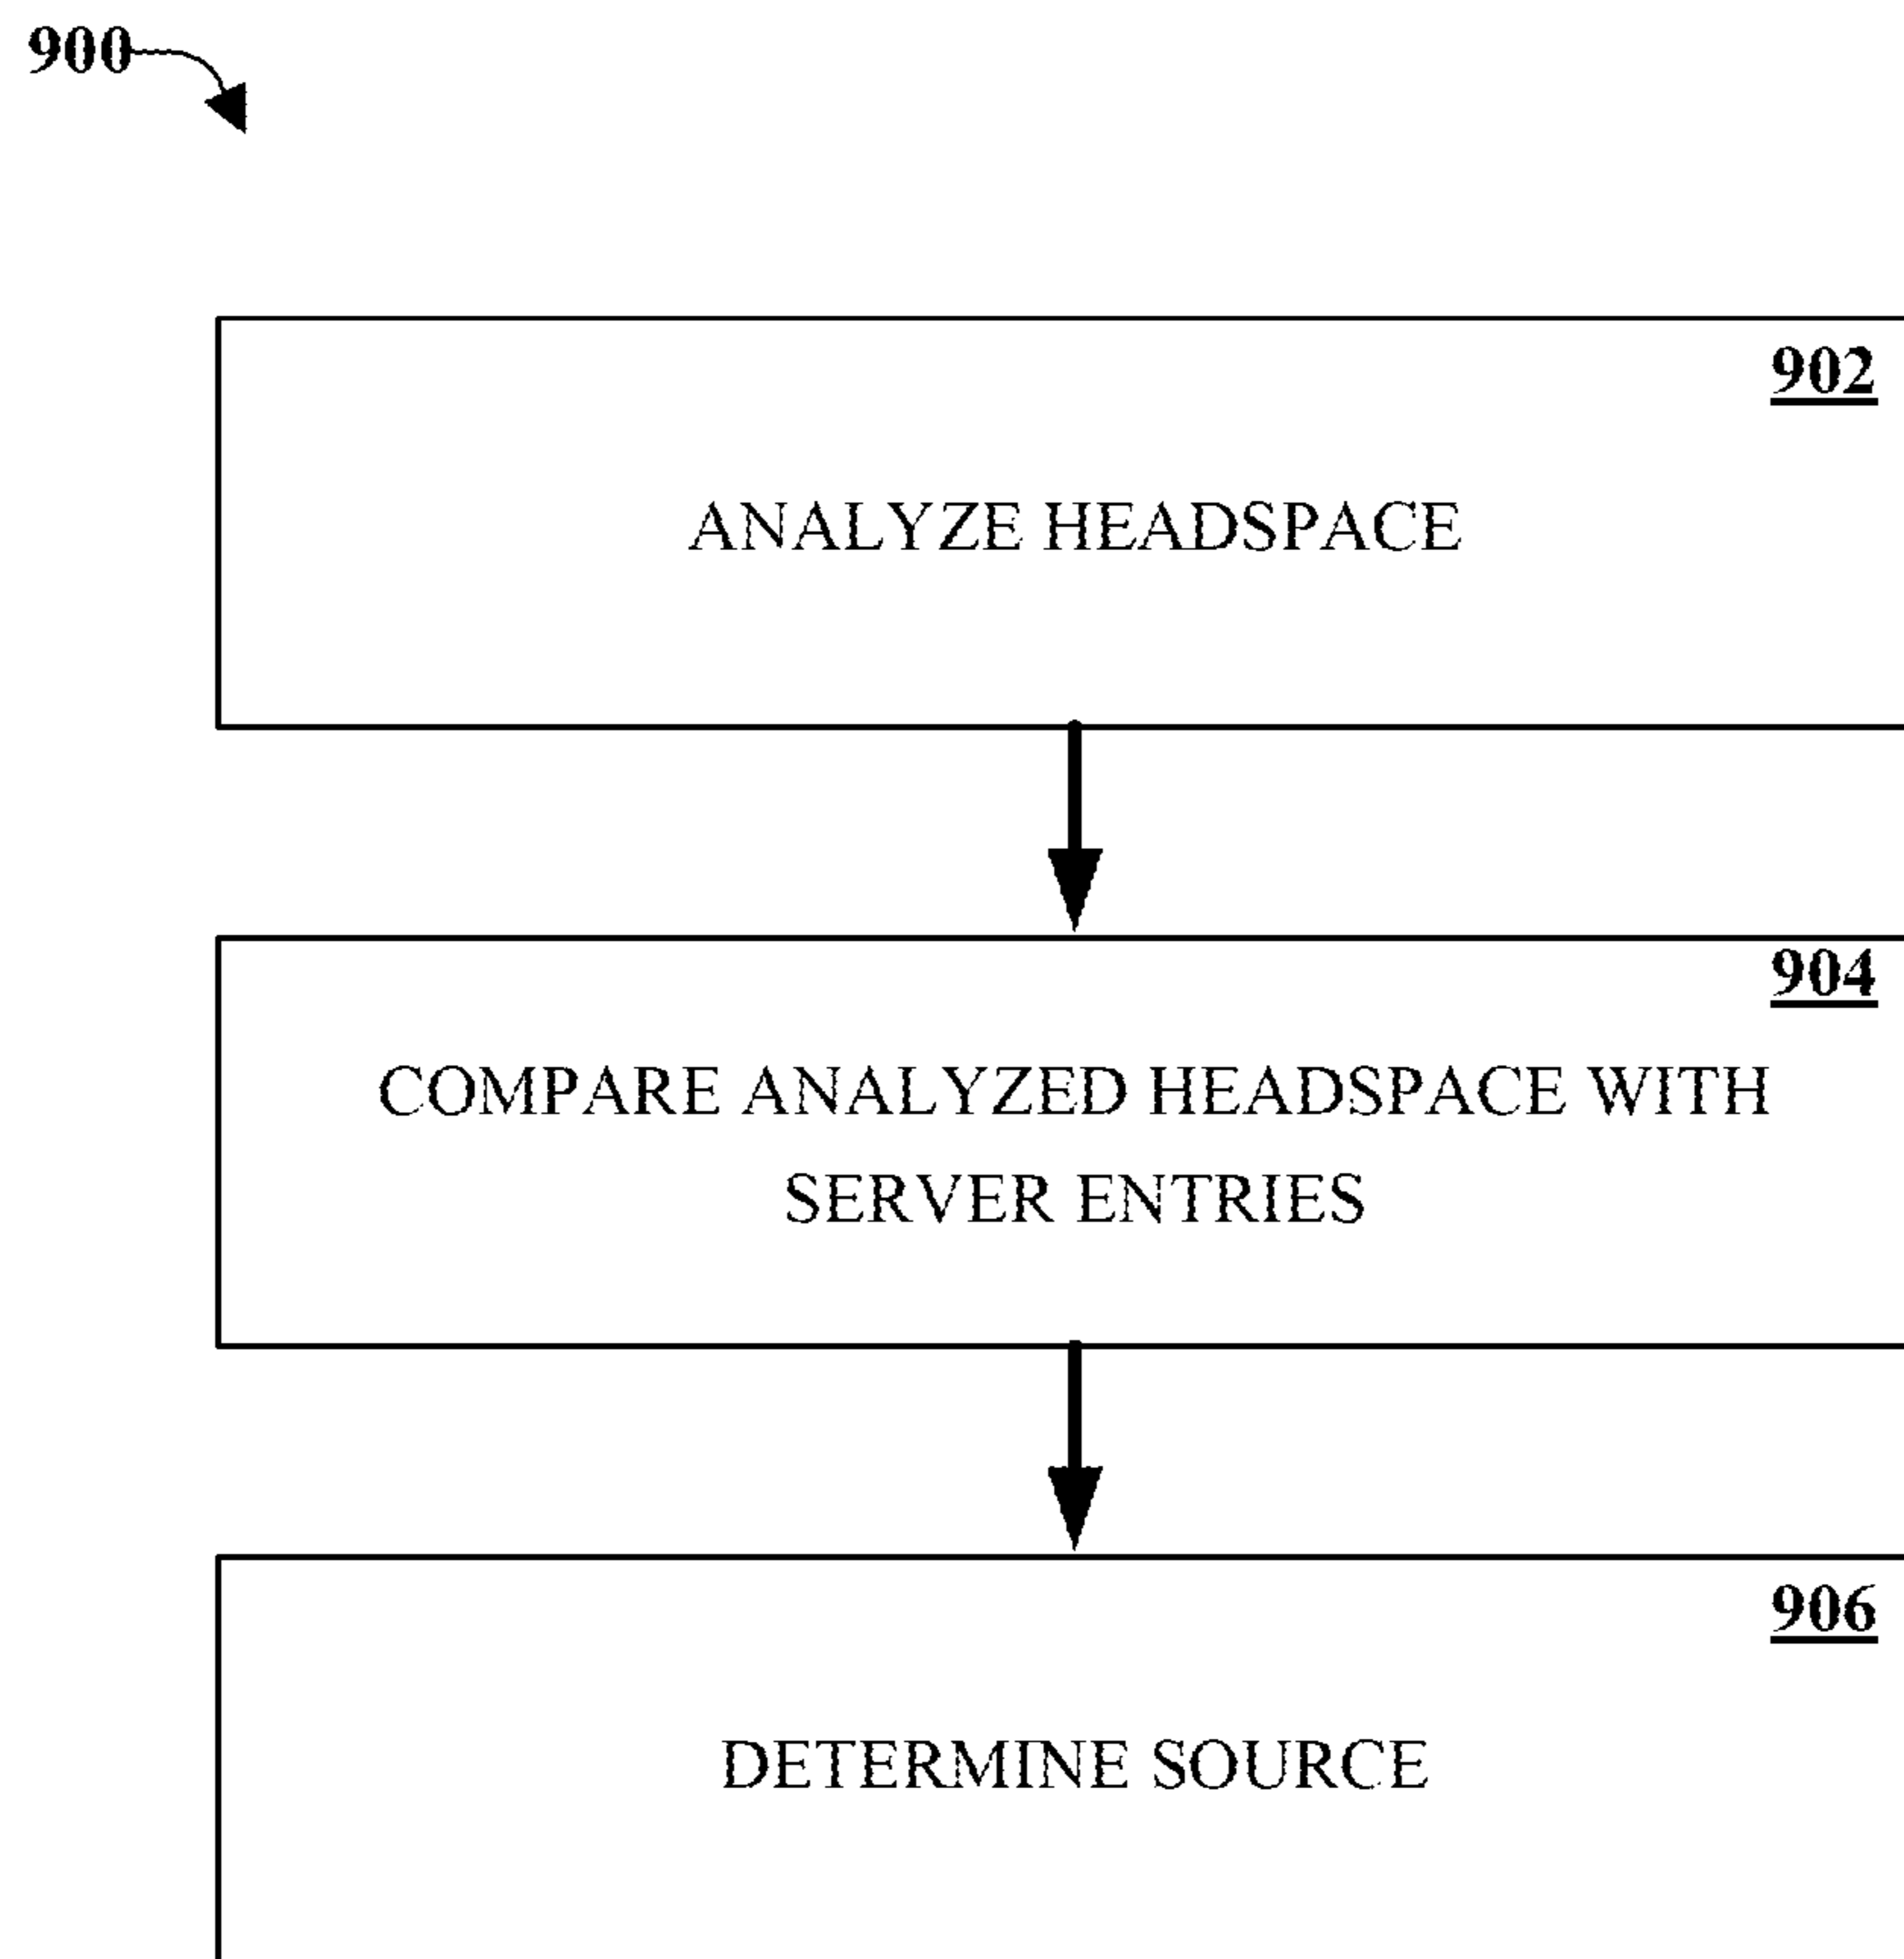 900
902
ANALYZE HEADSPACE
904
COMPARE ANALYZED HEADSPACE WITH
SERVER ENTRIES
906
DETERMINE SOURCE